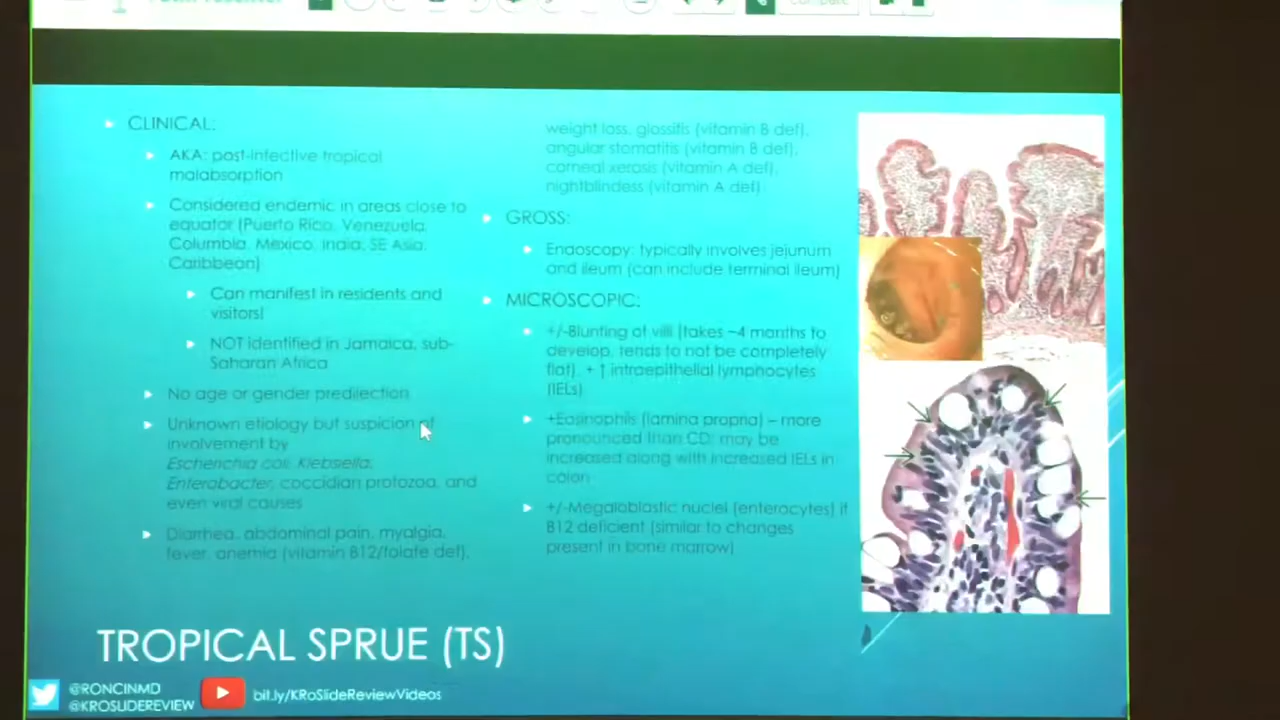 CLINICAL:
AKA: post-infective tropical
malabsorption
Considered endemic in areas close to
equator (Puerto Rico, Venezuela,
Columbia, Mexico, India, SE Asia,
Caribbean)
Can manifest in residents and
visitors!
NOT identified in Jamaica, sub-
Saharan Africa
No age or gender predilection
Unknown etiology but suspicion of
involvement by
Escherichia coli, Klebsiella,
Enterobacter, coccidian protozoa, and
even viral causes
Diarrhea, abdominal pain, myalgia,
fever, anemia (vitamin B12/folate def),
weight loss, glossitis (vitamin B def),
angular stomatitis (vitamin B def),
corneal xerosis (vitamin A def),
nightblindess (vitamin A def)
GROSS:
Endoscopy: typically involves jejunum
and ileum (can include terminal ileum)
MICROSCOPIC:
+/-Blunting of villi (takes ~4 months to
develop, tends to not be completely
flat), + ↑ intraepithelial lymphocytes
(IELs)
+Eosinophils (lamina propria) – more
pronounced than CD; may be
increased along with increased IELs in
colon
+/-Megaloblastic nuclei (enterocytes) if
B12 deficient (similar to changes
present in bone marrow)
TROPICAL SPRUE (TS)
@RONCINMD
@KROSLIDEREVIEW
bit.ly/KRoSlideReviewVideos